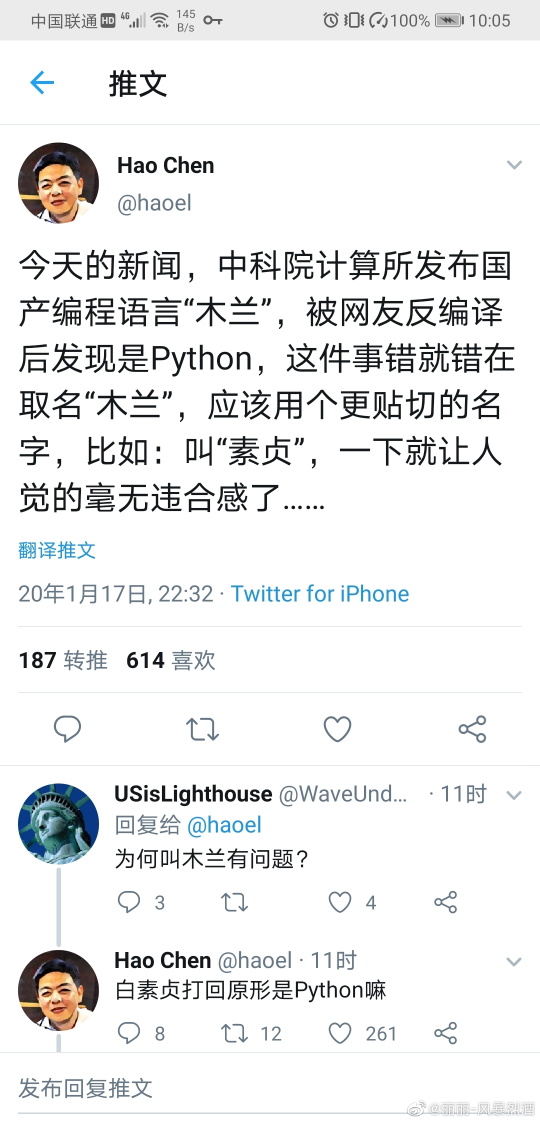 中国联通 HD 4G 145 B/s 100% 10:05
推文
Hao Chen
@haoel
今天的新闻，中科院计算所发布国
产编程语言“木兰”，被网友反编译
后发现是Python，这件事错就错在
取名“木兰”，应该用个更贴切的名
字，比如：叫“素贞”，一下就让人
觉的毫无违合感了……
翻译推文
20年1月17日, 22:32 · Twitter for iPhone
187 转推 614 喜欢
USisLighthouse @WaveUnd... · 11时
回复给 @haoel
为何叫木兰有问题？
3 4
Hao Chen @haoel · 11时
白素贞打回原形是Python嘛
8 12 261
发布回复推文
@丽丽-风暴烈酒